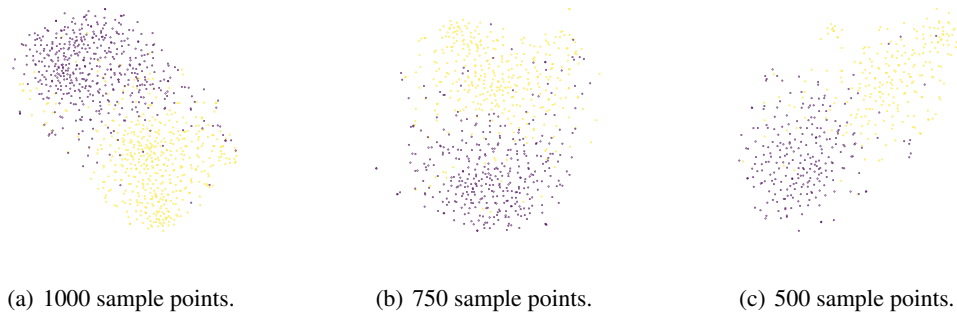 (a) 1000 sample points.
(b) 750 sample points.
(c) 500 sample points.